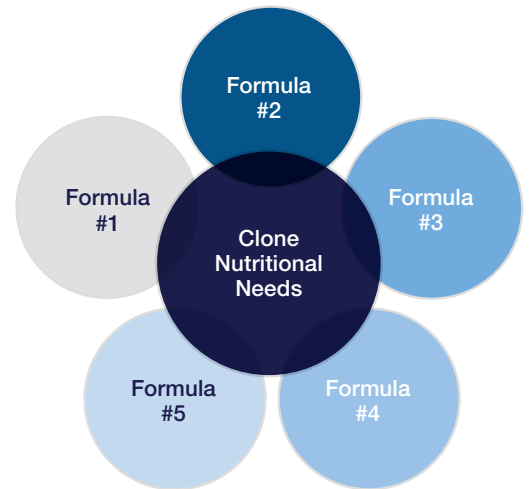 Formula
#2
Formula
#1
Formula
#3
Clone
Nutritional
Needs
Formula
#5
Formula
#4